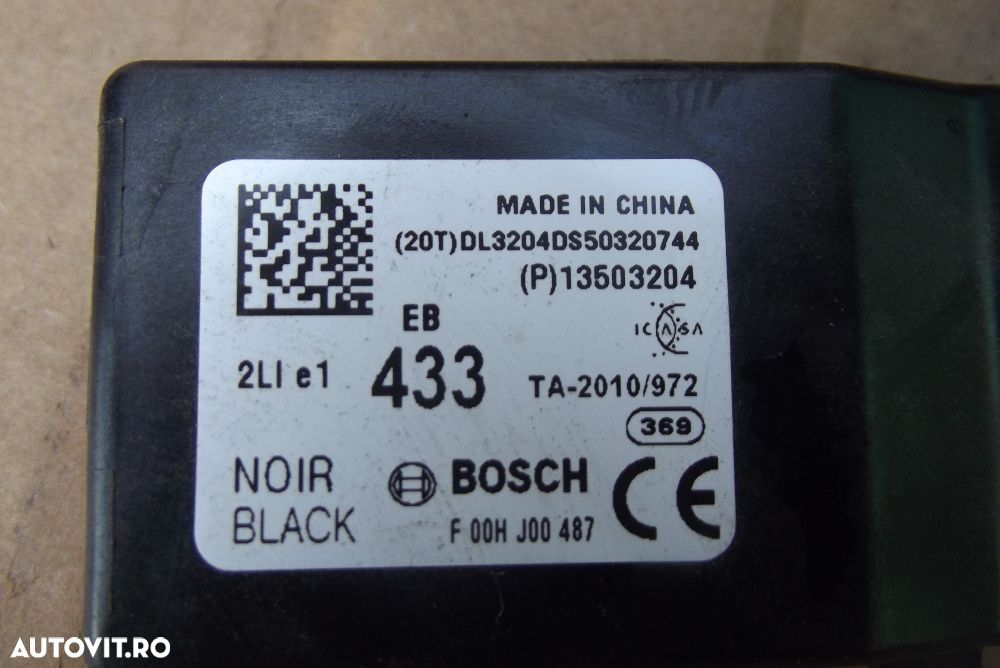 MADE IN CHINA
(20T)DL3204DS50320744
(P)13503204
EB
ICASA
2LI e1
433
TA-2010/972
369
NOIR
BLACK
BOSCH
CE
F 00H J00 487
AUTOVIT.RO